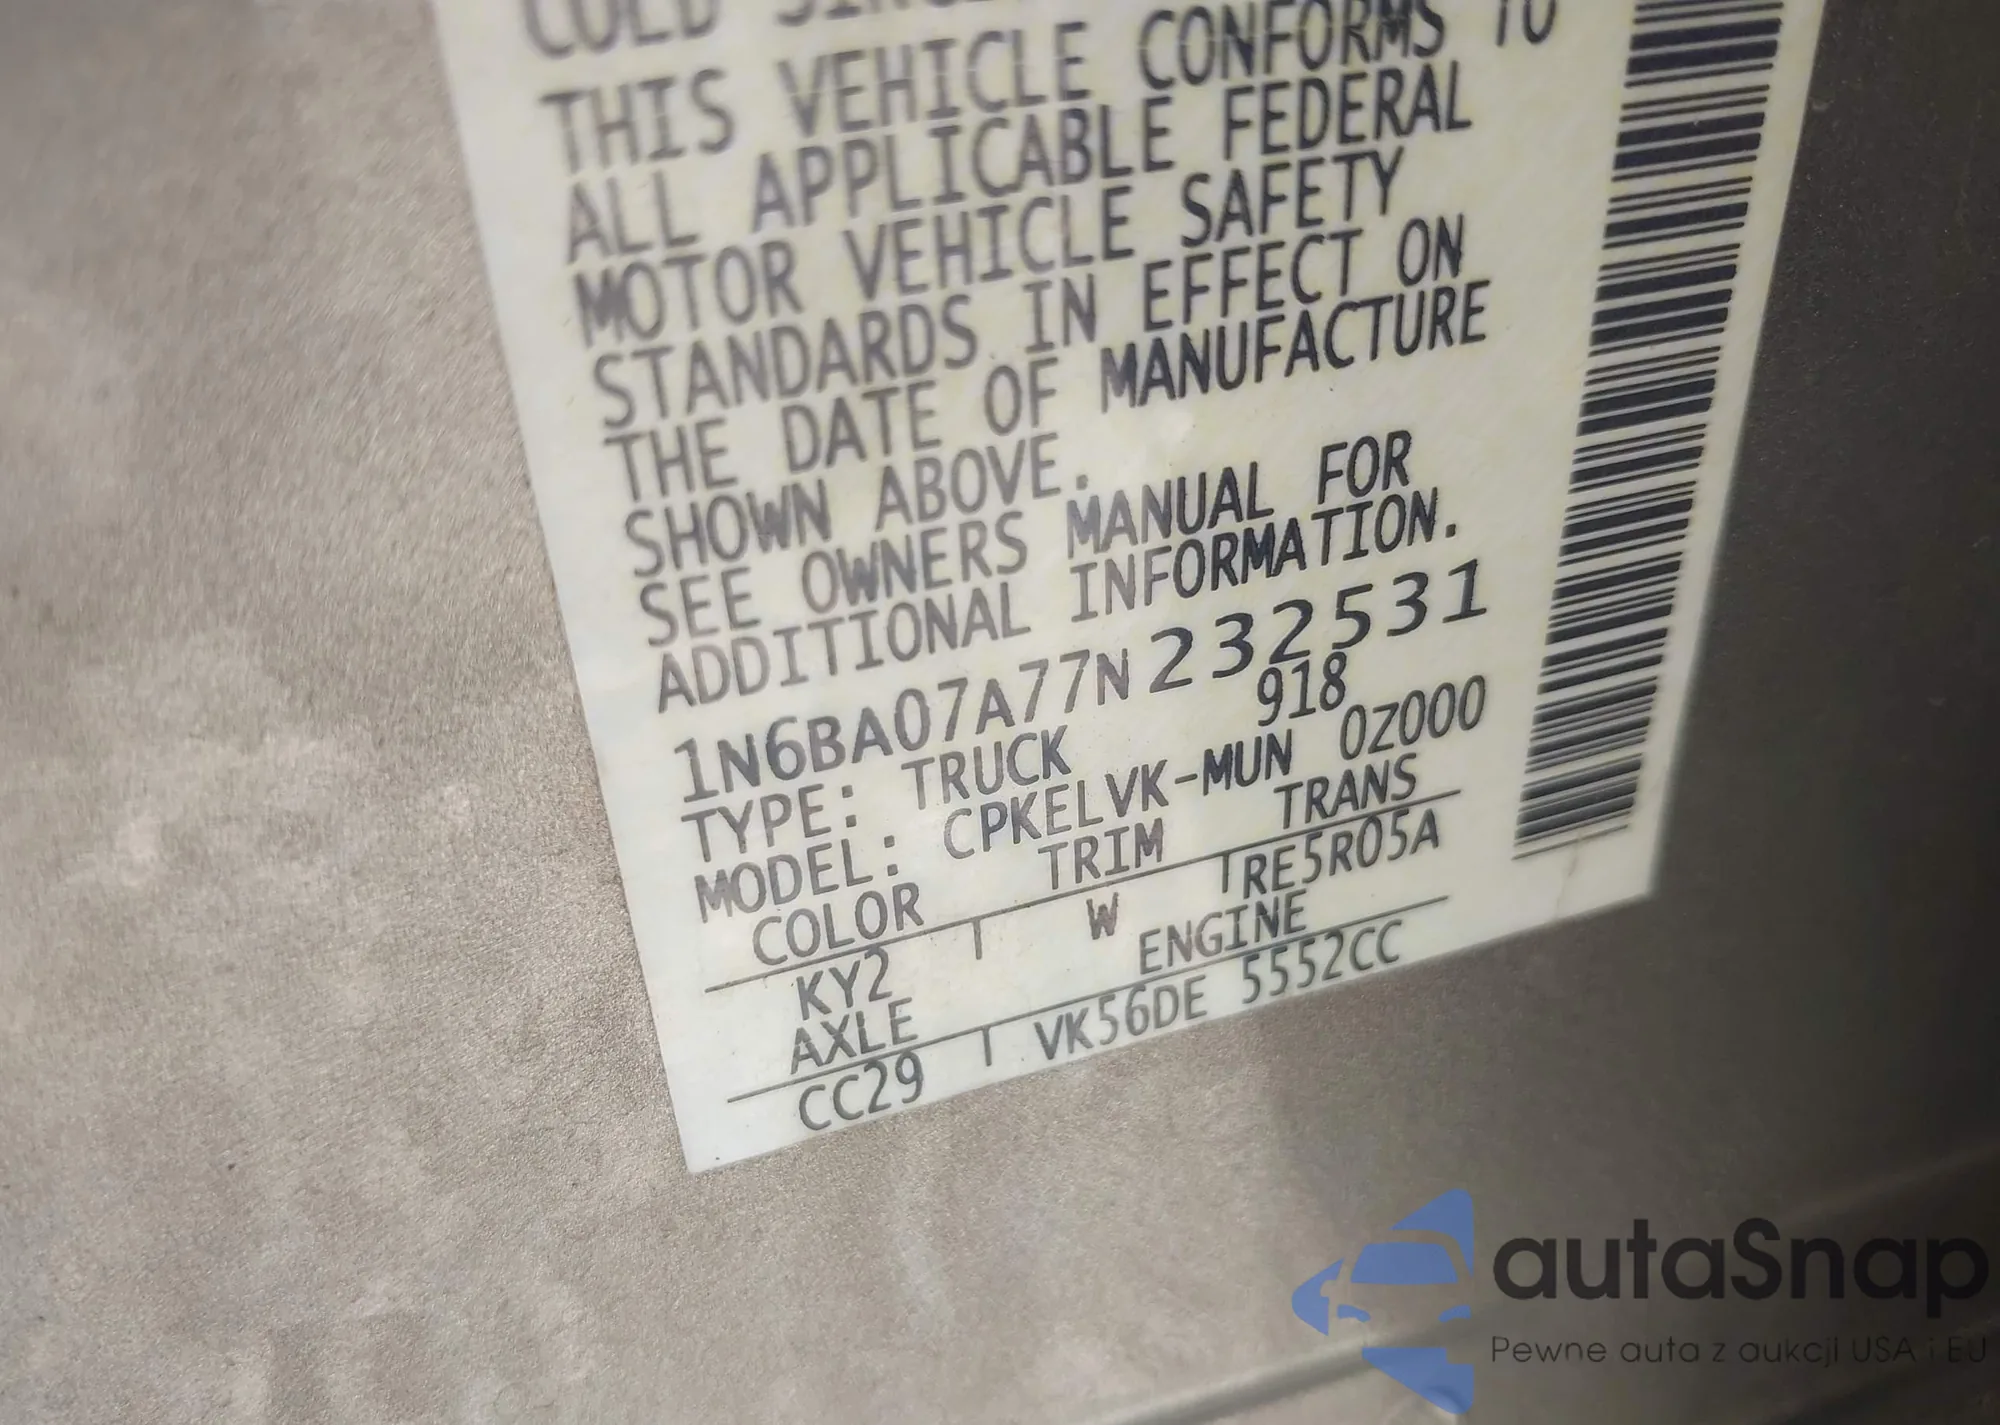 COLD
THIS VEHICLE CONFORMS TO
ALL APPLICABLE FEDERAL
MOTOR VEHICLE SAFETY
STANDARDS IN EFFECT ON
THE DATE OF MANUFACTURE
SHOWN ABOVE.
SEE OWNERS MANUAL FOR
ADDITIONAL INFORMATION.
1N6BA07A77N232531
TYPE: TRUCK 918
MODEL: CPKELVK-MUN 0Z000
COLOR TRIM TRANS
KY2 W RE5R05A
AXLE ENGINE
CC29 VK56DE 5552CC
autaSnap
Pewne auta z aukcji USA i EU